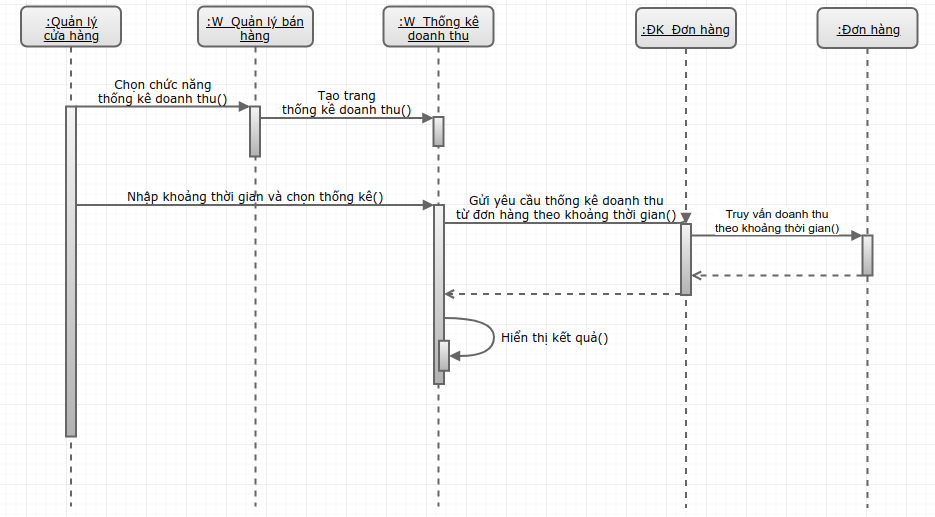 :Quản lý
cửa hàng
:W_Quản lý bán
hàng
:W_Thống kê
doanh thu
:ĐK_Đơn hàng
:Đơn hàng
Chọn chức năng
thống kê doanh thu()
Tạo trang
thống kê doanh thu()
Nhập khoảng thời gian và chọn thống kê()
Gửi yêu cầu thống kê doanh thu
từ đơn hàng theo khoảng thời gian()
Truy vấn doanh thu
theo khoảng thời gian()
Hiển thị kết quả()